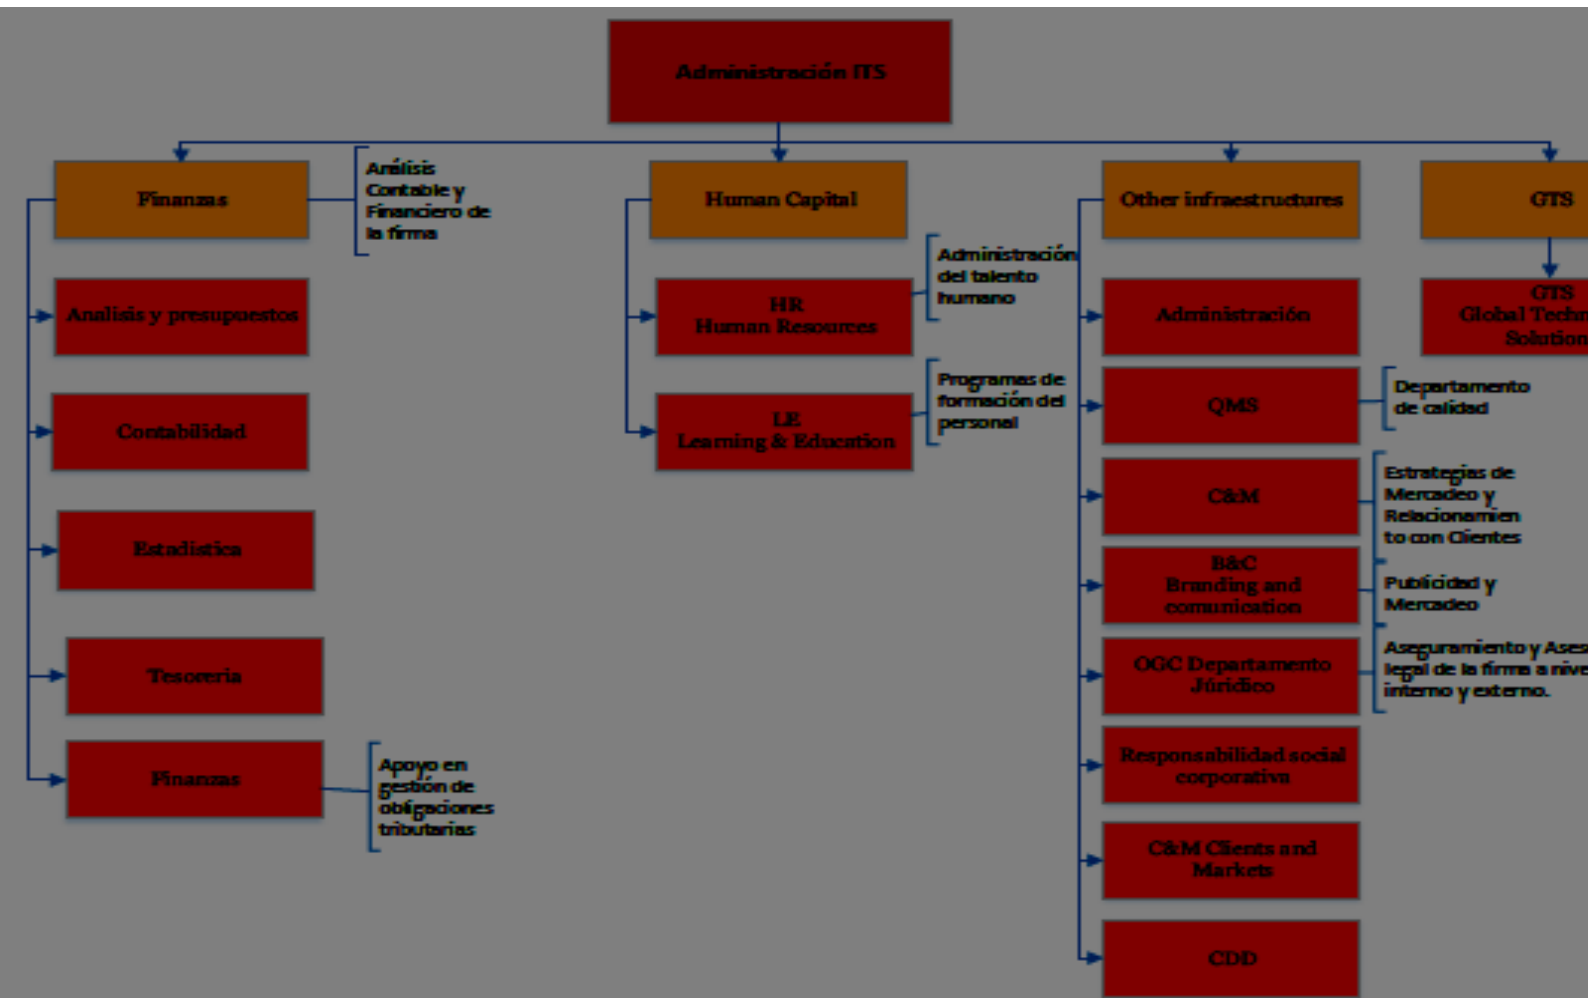 Administración ITS
Finanzas
Análisis
Contable y
Financiero de
la firma
Human Capital
Other infraestructures
GTS
Analisis y presupuestos
Contabilidad
Estadistica
Tesoreria
Finanzas
Apoyo en
gestión de
obligaciones
tributarias
HR
Human Resources
Administración
del talento
humano
LE
Learning & Education
Programas de
formación del
personal
Administración
QMS
Departamento
de calidad
C&M
Estrategias de
Mercadeo y
Relacionamien
to con Clientes
B&C
Branding and
comunication
Publicidad y
Mercadeo
OGC Departamento
Júridico
Aseguramiento y
legal de la firma a
interno y externo.
Responsabilidad social
corporativa
C&M Clients and
Markets
CDD
GTS
Global